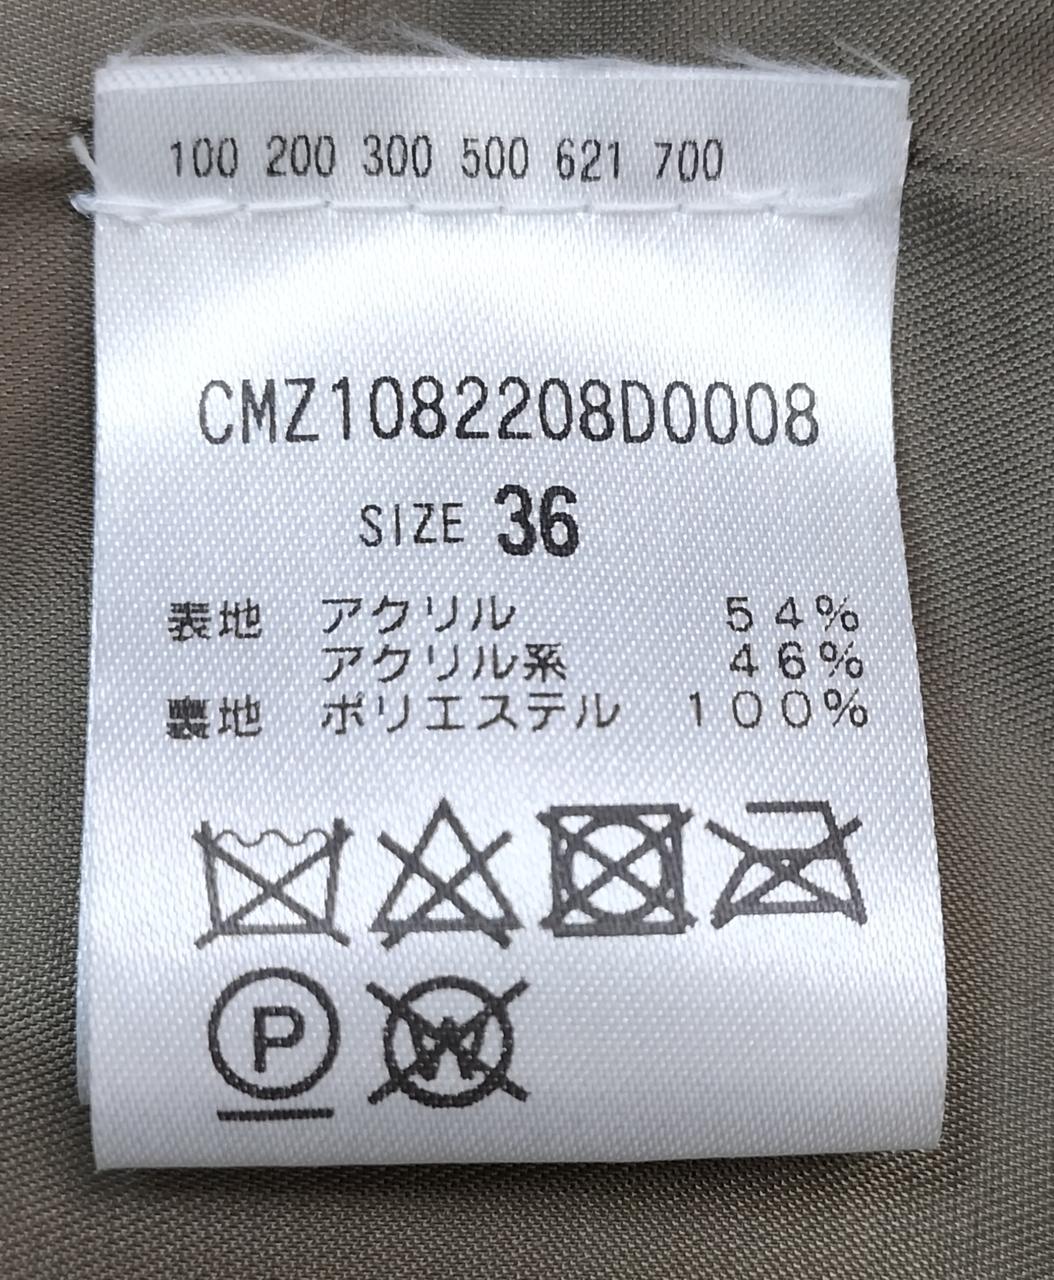 100 200 300 500 621 700
CMZ1082208D0008
SIZE 36
表地 アクリル 54%
アクリル系 46%
裏地 ポリエステル 100%
P W